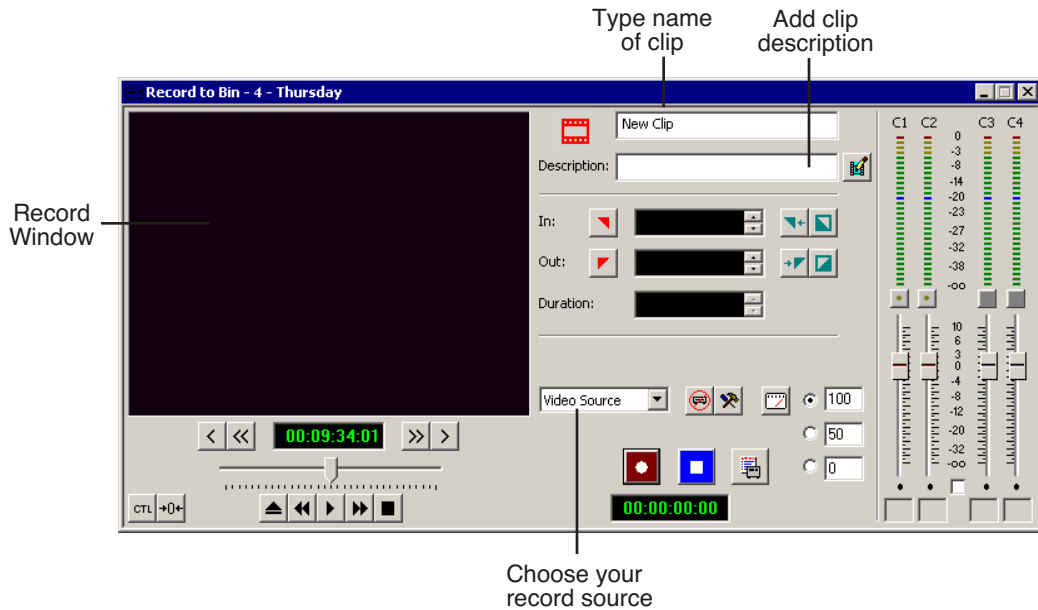 Type name
of clip
Add clip
description
Record to Bin - 4 - Thursday
New Clip
Description:
Record
Window
In:
Out:
Duration:
Video Source
100
50
0
00:09:34:01
< << >> >
CTL →0←
00:00:00:00
C1 C2 C3 C4
0
-3
-8
-14
-20
-23
-27
-32
-38
-oo
10
6
3
0
-4
-8
-12
-20
-32
-oo
Choose your
record source